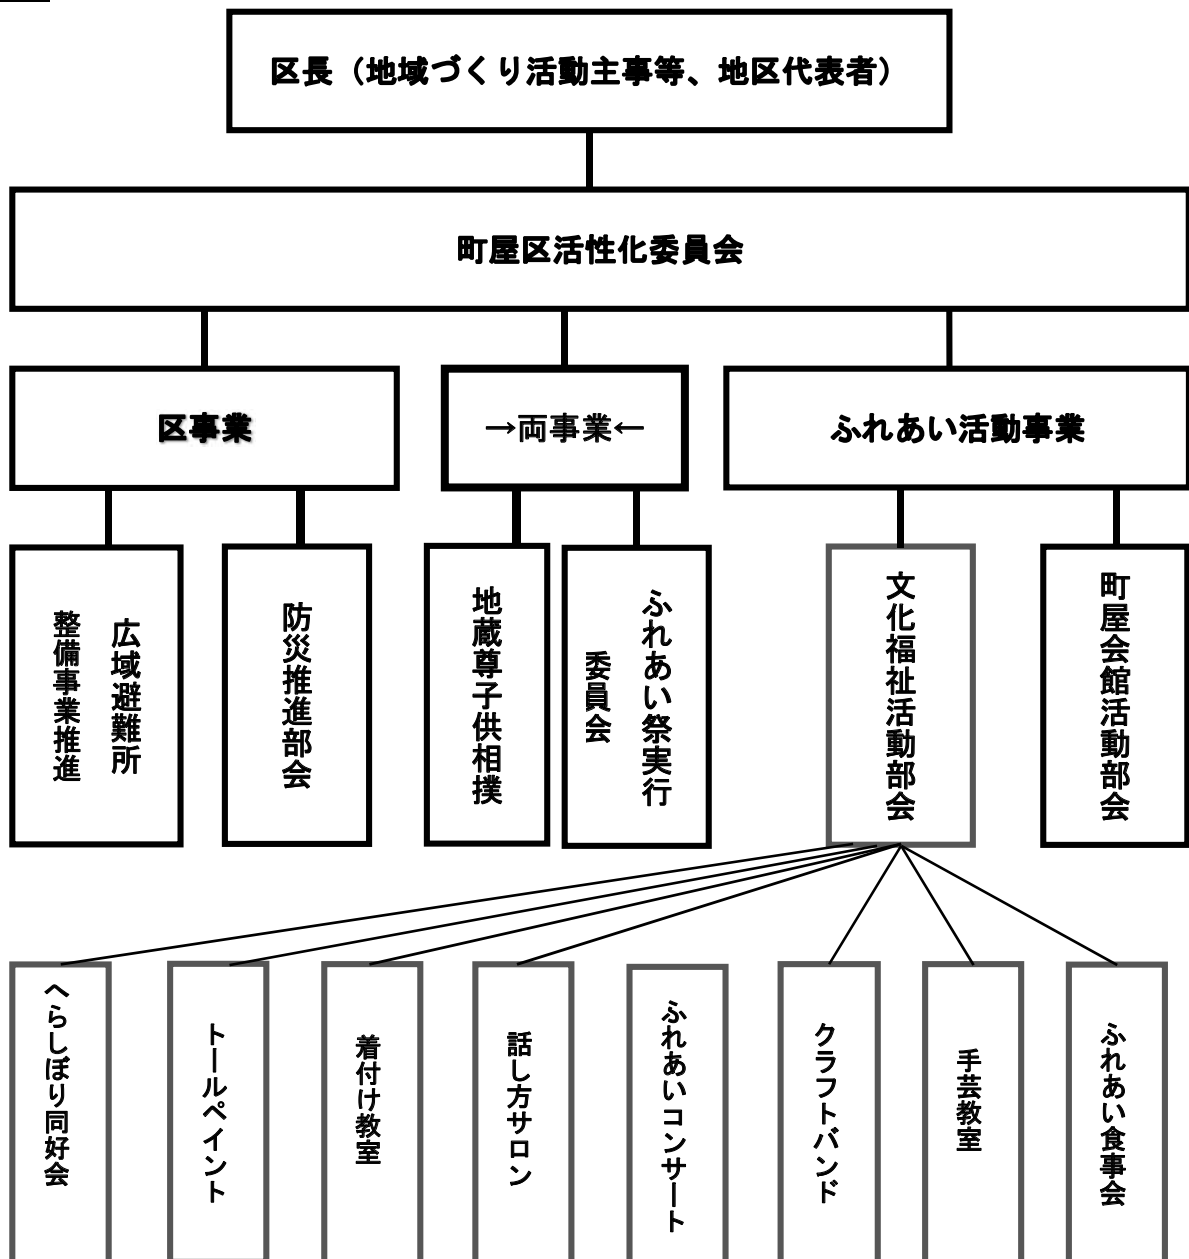 区長（地域づくり活動主事等、地区代表者）
町屋区活性化委員会
区事業
→両事業←
ふれあい活動事業
広域避難所
整備事業推進
防災推進部会
地蔵尊子供相撲
ふれあい祭実行
委員会
文化福祉活動部会
町屋会館活動部会
へらしぼり同好会
トールペイント
着付け教室
話し方サロン
ふれあいコンサート
クラフトバンド
手芸教室
ふれあい食事会